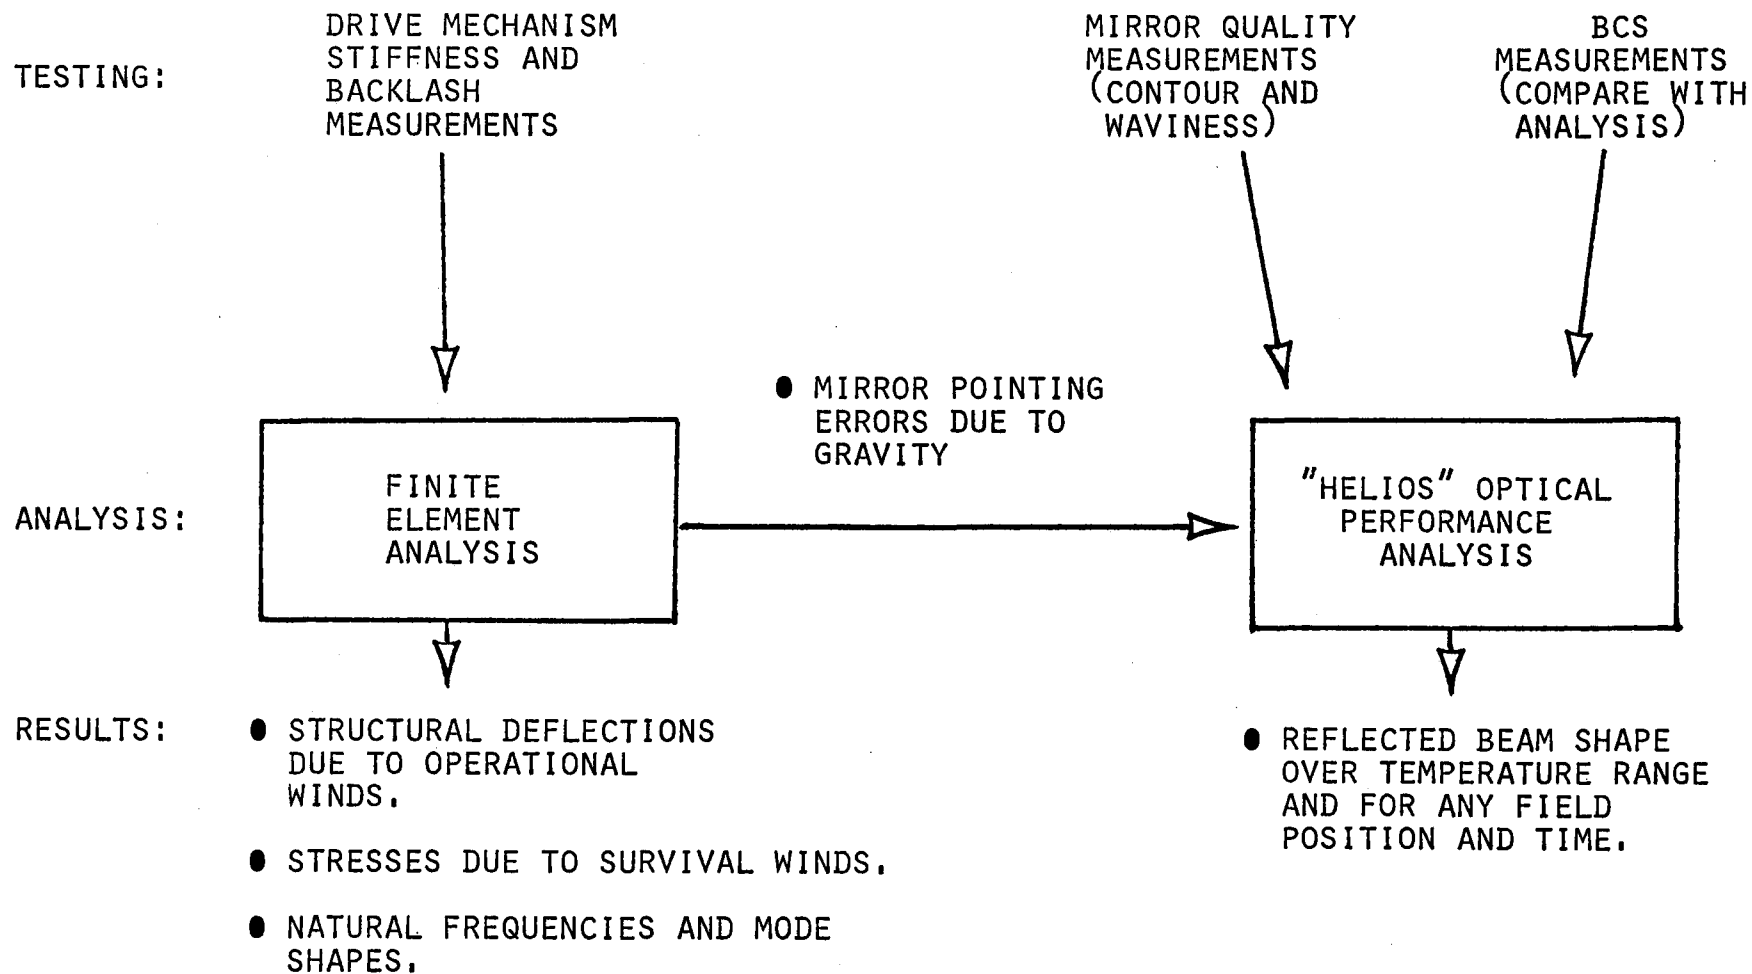 TESTING:
DRIVE MECHANISM
STIFFNESS AND
BACKLASH
MEASUREMENTS
MIRROR QUALITY
MEASUREMENTS
(CONTOUR AND
WAVINESS)
BCS
MEASUREMENTS
(COMPARE WITH
ANALYSIS)
● MIRROR POINTING
ERRORS DUE TO
GRAVITY
ANALYSIS:
FINITE
ELEMENT
ANALYSIS
"HELIOS" OPTICAL
PERFORMANCE
ANALYSIS
RESULTS:
● STRUCTURAL DEFLECTIONS
DUE TO OPERATIONAL
WINDS.
● STRESSES DUE TO SURVIVAL WINDS.
● NATURAL FREQUENCIES AND MODE
SHAPES.
● REFLECTED BEAM SHAPE
OVER TEMPERATURE RANGE
AND FOR ANY FIELD
POSITION AND TIME.